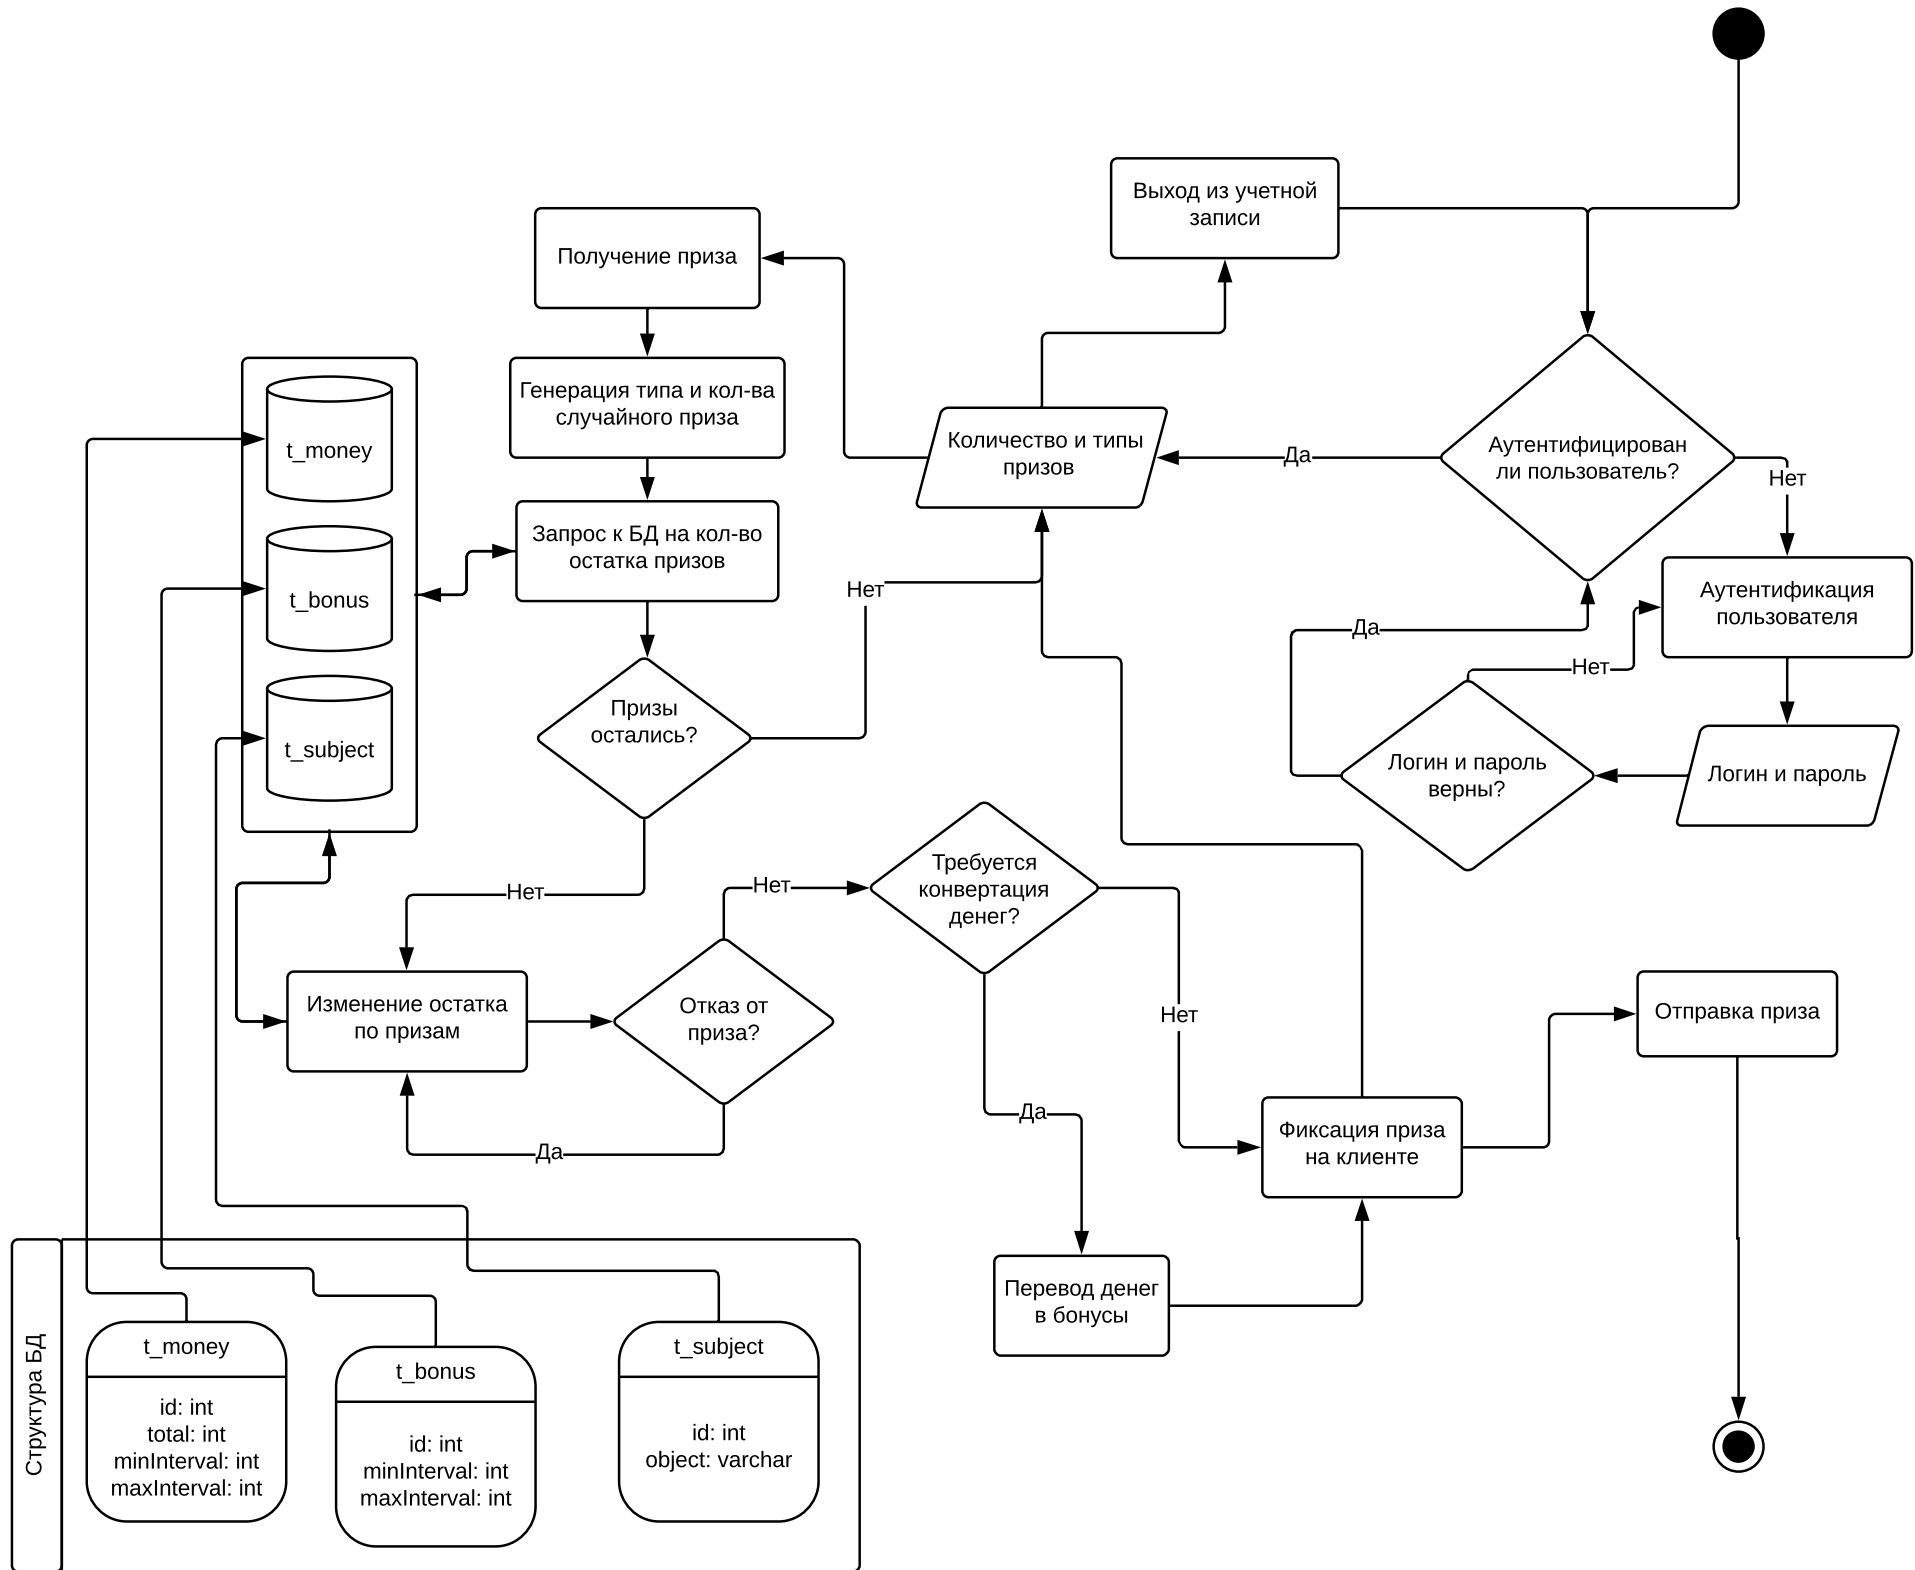 Выход из учетной
записи
Получение приза
Генерация типа и кол-ва
случайного приза
Количество и типы
призов
Да
Аутентифицирован
ли пользователь?
Нет
t_money
Запрос к БД на кол-во
остатка призов
Нет
t_bonus
Аутентификация
пользователя
Да
Нет
Призы
остались?
t_subject
Логин и пароль
верны?
Логин и пароль
Нет
Нет
Требуется
конвертация
денег?
Изменение остатка
по призам
Отказ от
приза?
Нет
Отправка приза
Да
Да
Фиксация приза
на клиенте
Перевод денег
в бонусы
Структура БД
t_money
id: int
total: int
minInterval: int
maxInterval: int
t_bonus
id: int
minInterval: int
maxInterval: int
t_subject
id: int
object: varchar